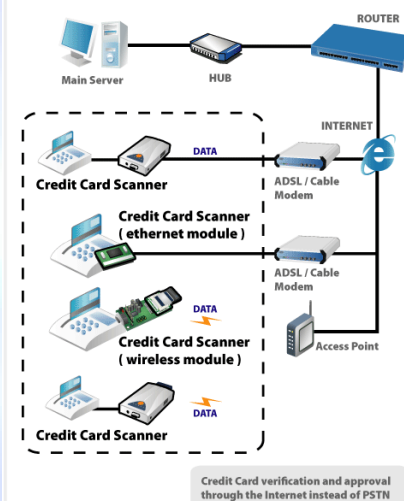 ROUTER
Main Server
HUB
INTERNET
DATA
Credit Card Scanner
ADSL / Cable
Modem
Credit Card Scanner
( ethernet module )
ADSL / Cable
Modem
DATA
Credit Card Scanner
( wireless module )
Access Point
DATA
Credit Card Scanner
Credit Card verification and approval
through the Internet instead of PSTN